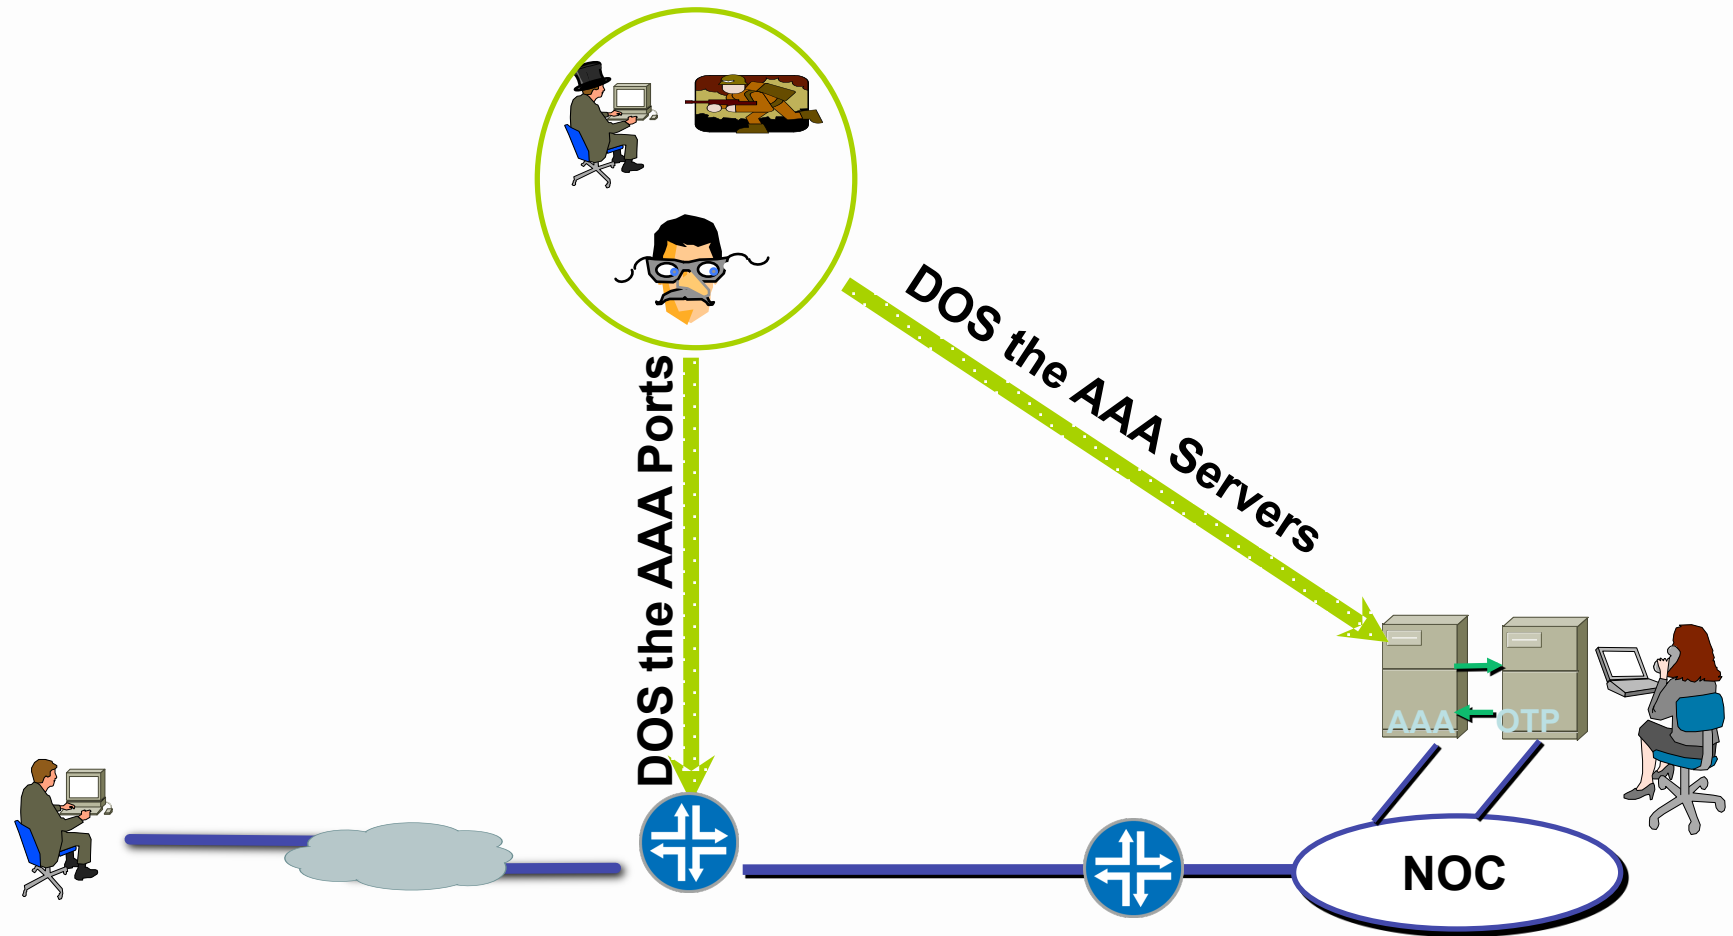 DOS the AAA Ports
DOS the AAA Servers
AAA
OTP
NOC